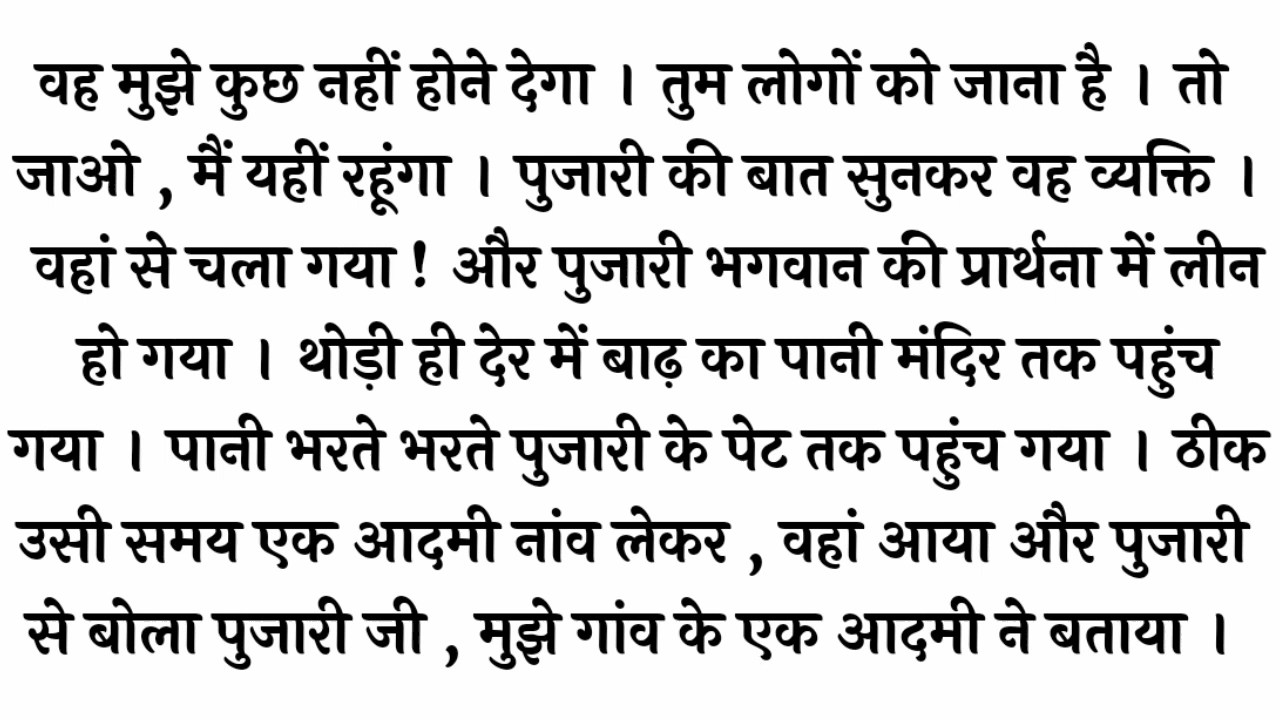 वह मुझे कुछ नहीं होने देगा । तुम लोगों को जाना है । तो
जाओ , मैं यहीं रहूंगा । पुजारी की बात सुनकर वह व्यक्ति ।
वहां से चला गया ! और पुजारी भगवान की प्रार्थना में लीन
हो गया । थोड़ी ही देर में बाढ़ का पानी मंदिर तक पहुंच
गया । पानी भरते भरते पुजारी के पेट तक पहुंच गया । ठीक
उसी समय एक आदमी नांव लेकर , वहां आया और पुजारी
से बोला पुजारी जी , मुझे गांव के एक आदमी ने बताया ।